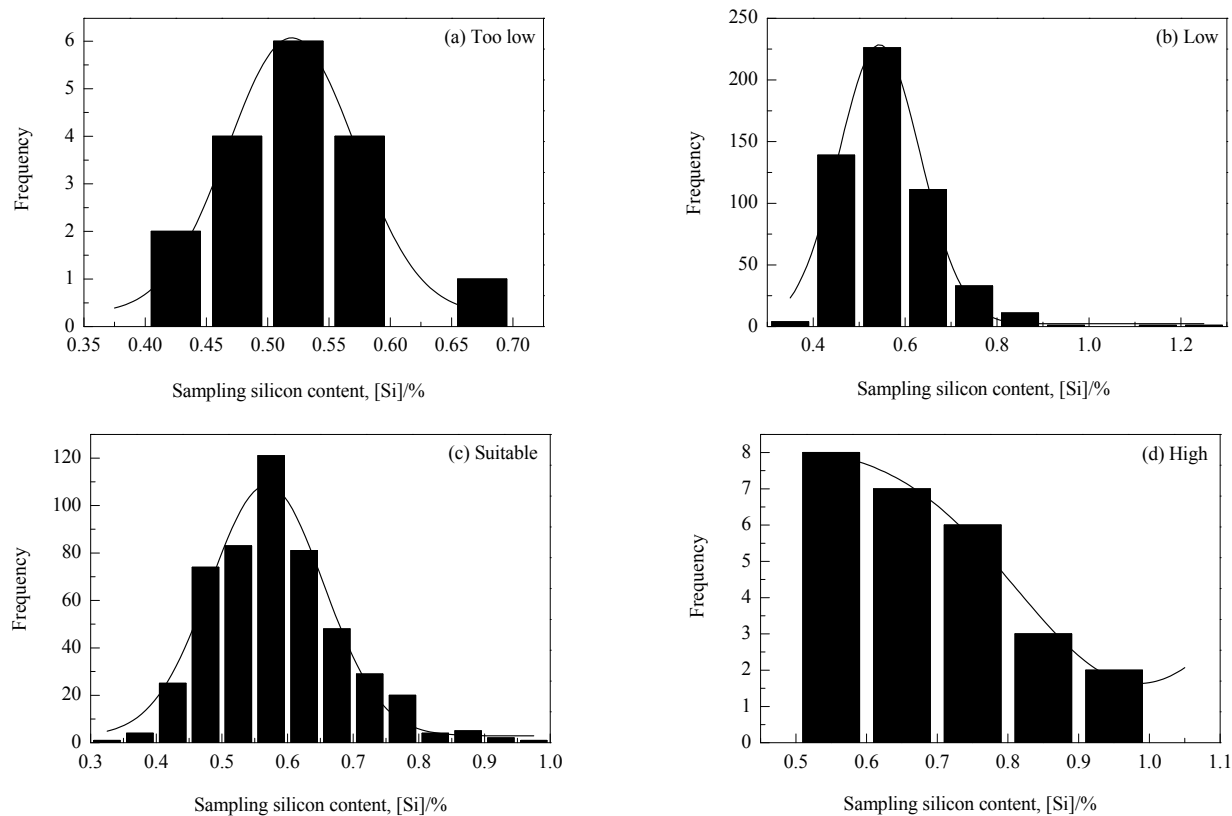 (a) Too low
6
5
4
3
2
1
0
Frequency
0.35 0.40 0.45 0.50 0.55 0.60 0.65 0.70
Sampling silicon content, [Si]/%
(b) Low
250
200
150
100
50
0
Frequency
0.4 0.6 0.8 1.0 1.2
Sampling silicon content, [Si]/%
(c) Suitable
120
100
80
60
40
20
0
Frequency
0.3 0.4 0.5 0.6 0.7 0.8 0.9 1.0
Sampling silicon content, [Si]/%
(d) High
8
7
6
5
4
3
2
1
0
Frequency
0.5 0.6 0.7 0.8 0.9 1.0 1.1
Sampling silicon content, [Si]/%